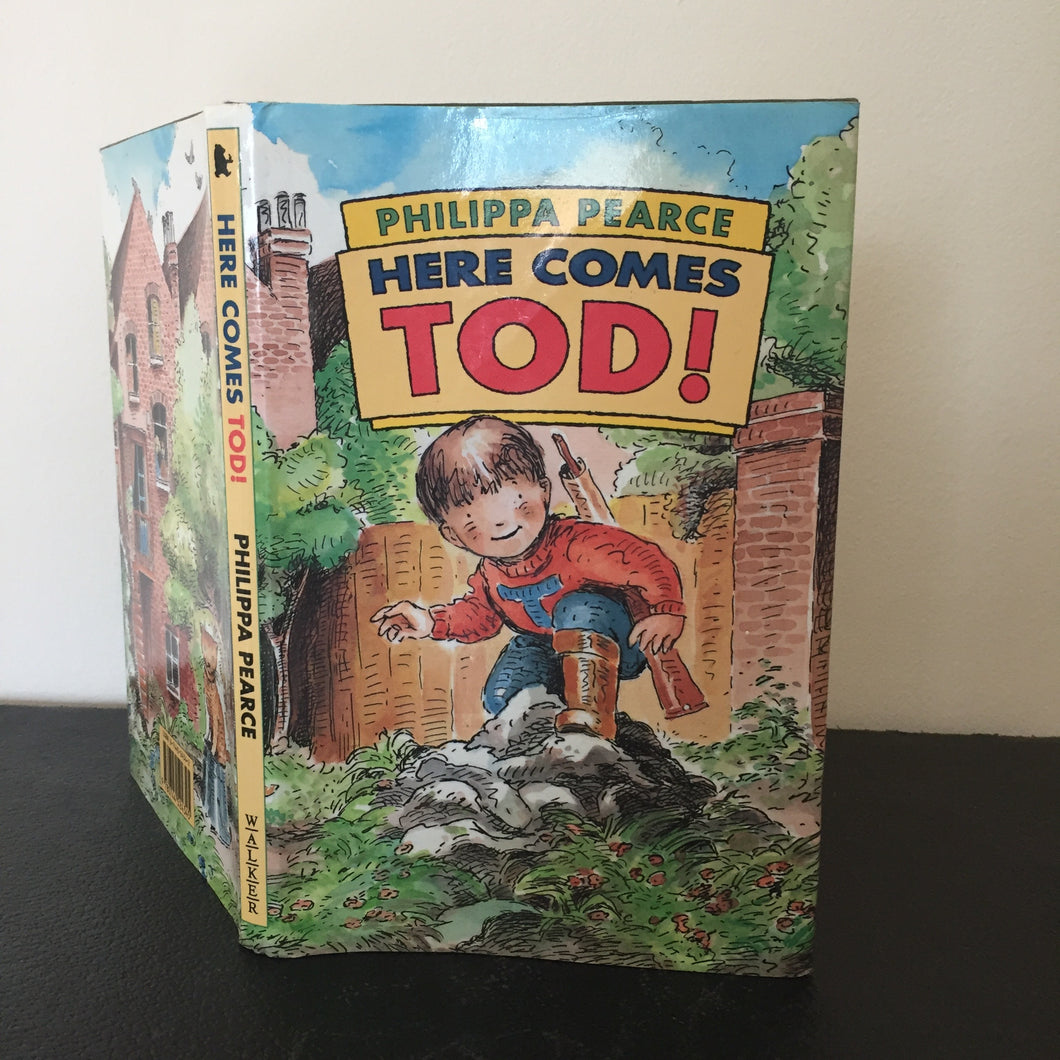 PHILIPPA PEARCE
HERE COMES
TOD!
HERE COMES TOD! PHILIPPA PEARCE
WALKER
T